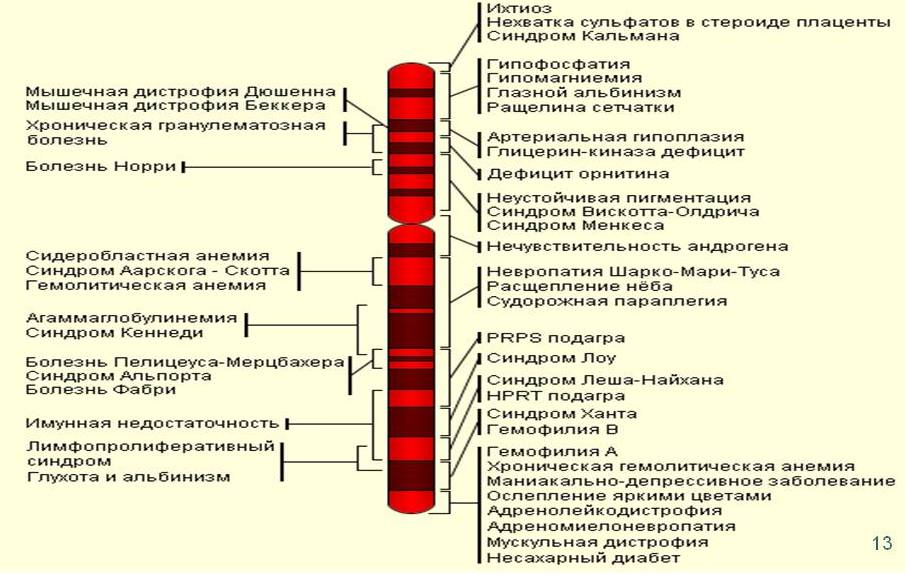 Ихтиоз
Нехватка сульфатов в стероиде плаценты
Синдром Кальмана
Гипофосфатия
Гипомагниемия
Глазной альбинизм
Ращелина сетчатки
Мышечная дистрофия Дюшенна
Мышечная дистрофия Беккера
Хроническая гранулематозная
болезнь
Болезнь Норри
Артериальная гипоплазия
Глицерин-киназа дефицит
Дефицит орнитина
Неустойчивая пигментация
Синдром Вискотта-Олдрича
Синдром Менкеса
Нечувствительность андрогена
Сидеробластная анемия
Синдром Аарскога - Скотта
Гемолитическая анемия
Невропатия Шарко-Мари-Туса
Расщепление нёба
Судорожная параплегия
Агаммаглобулинемия
Синдром Кеннеди
Болезнь Пелицеуса-Мерцбахера
Синдром Альпорта
Болезнь Фабри
PRPS подагра
Синдром Лоу
Синдром Леша-Найхана
HPRT подагра
Синдром Ханта
Гемофилия В
Имунная недостаточность
Лимфопролиферативный
синдром
Глухота и альбинизм
Гемофилия А
Хроническая гемолитическая анемия
Маниакально-депрессивное заболевание
Ослепление яркими цветами
Адренолейкодистрофия
Адреномиелоневропатия
Мускульная дистрофия
Несахарный диабет
13